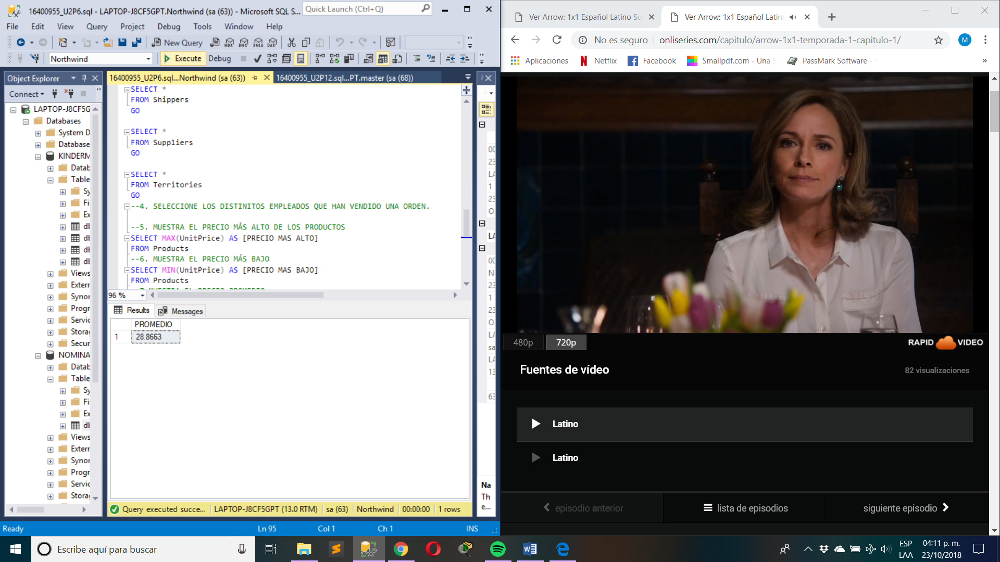 16400955_U2P6.sql - LAPTOP-J8CF5GPT.Northwind (sa (63)) - Microsoft SQL S...
Quick Launch (Ctrl+Q)
File Edit View Query Project Debug Tools Window Help
New Query
MDX DMX XMLA DAX
Northwind
Execute Debug
Object Explorer
Connect
LAPTOP-J8CF5G
Databases
System D
Database
KINDERM
Datab
Table
Sy
Fi
Ex
db
db
db
db
Views
Extern
Synor
Progr
Servic
Stora
Secur
NOMINA
Datab
Table
Sy
Fi
Ex
db
Views
Extern
Synor
Progr
Servic
Stora
16400955_U2P6.sql...Northwind (sa (63))
16400955_U2P12.sql...PT.master (sa (68))
SELECT *
FROM Shippers
GO
SELECT *
FROM Suppliers
GO
SELECT *
FROM Territories
GO
--4. SELECCIONE LOS DISTINITOS EMPLEADOS QUE HAN VENDIDO UNA ORDEN.
--5. MUESTRA EL PRECIO MÁS ALTO DE LOS PRODUCTOS
SELECT MAX(UnitPrice) AS [PRECIO MAS ALTO]
FROM Products
--6. MUESTRA EL PRECIO MÁS BAJO
SELECT MIN(UnitPrice) AS [PRECIO MAS BAJO]
FROM Products
96 %
Results Messages
PROMEDIO
1 28.8663
Query executed succe... LAPTOP-J8CF5GPT (13.0 RTM) sa (63) Northwind 00:00:00 1 rows
Na
Th
e...
Ready Ln 95 Col 1 Ch 1 INS
Ver Arrow: 1x1 Español Latino Su
Ver Arrow: 1x1 Español Latin
No es seguro onliseries.com/capitulo/arrow-1x1-temporada-1-capitulo-1/
M
Aplicaciones Netflix Facebook Smallpdf.com - Una S PassMark Software -
480p 720p
RAPID VIDEO
Fuentes de vídeo
82 visualizaciones
Latino
Latino
episodio anterior lista de episodios siguiente episodio
Escribe aquí para buscar
ESP
LAA
04:11 p. m.
23/10/2018